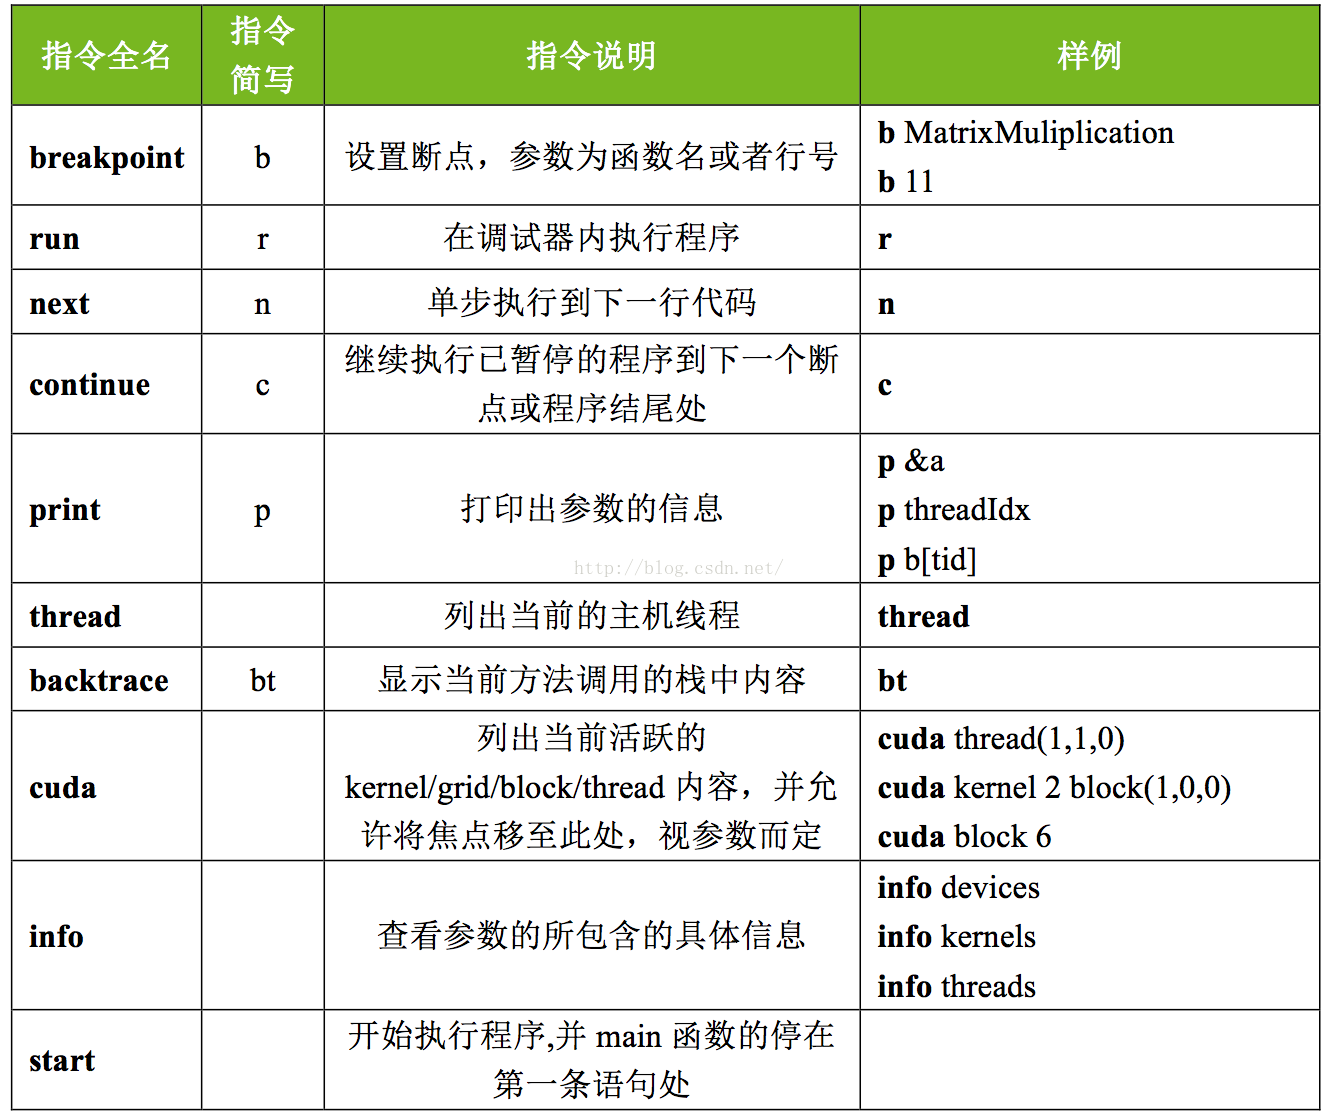 指令全名 指令简写 指令说明 样例
breakpoint b 设置断点，参数为函数名或者行号 b MatrixMuliplication
b 11
run r 在调试器内执行程序 r
next n 单步执行到下一行代码 n
continue c 继续执行已暂停的程序到下一个断
点或程序结尾处 c
print p 打印出参数的信息 p &a
p threadIdx
p b[tid]
http://blog.csdn.net/
thread 列出当前的主机线程 thread
backtrace bt 显示当前方法调用的栈中内容 bt
cuda 列出当前活跃的
kernel/grid/block/thread 内容，并允
许将焦点移至此处，视参数而定
cuda thread(1,1,0)
cuda kernel 2 block(1,0,0)
cuda block 6
info 查看参数的所包含的具体信息 info devices
info kernels
info threads
start 开始执行程序,并 main 函数的停在
第一条语句处